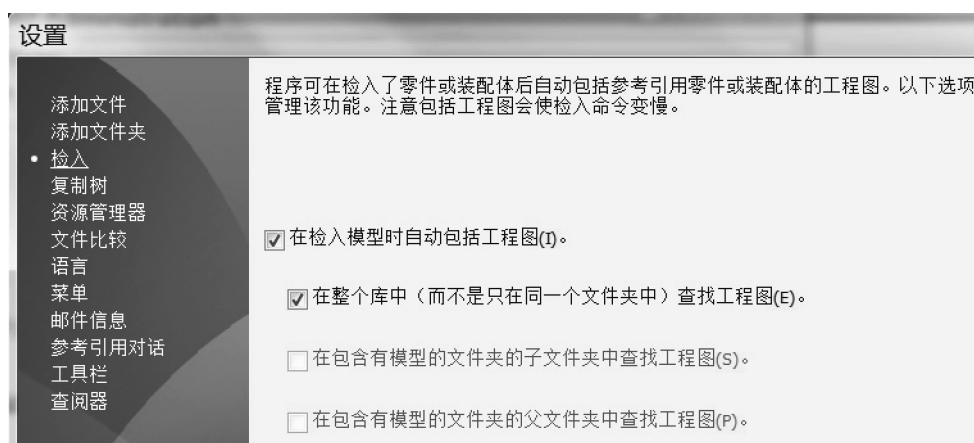 设置
程序可在检入了零件或装配体后自动包括参考引用零件或装配体的工程图。以下选项
管理该功能。注意包括工程图会使检入命令变慢。
添加文件
添加文件夹
• 检入
复制树
资源管理器
文件比较
语言
菜单
邮件信息
参考引用对话
工具栏
查阅器
在检入模型时自动包括工程图(I)。
在整个库中（而不是只在同一个文件夹中）查找工程图(E)。
在包含有模型的文件夹的子文件夹中查找工程图(S)。
在包含有模型的文件夹的父文件夹中查找工程图(P)。